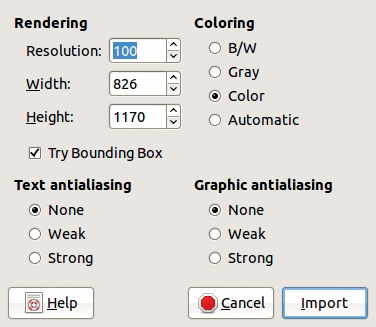 Rendering
Resolution: 100
Width: 826
Height: 1170
Try Bounding Box
Coloring
B/W
Gray
Color
Automatic
Text antialiasing
None
Weak
Strong
Graphic antialiasing
None
Weak
Strong
Help
Cancel
Import